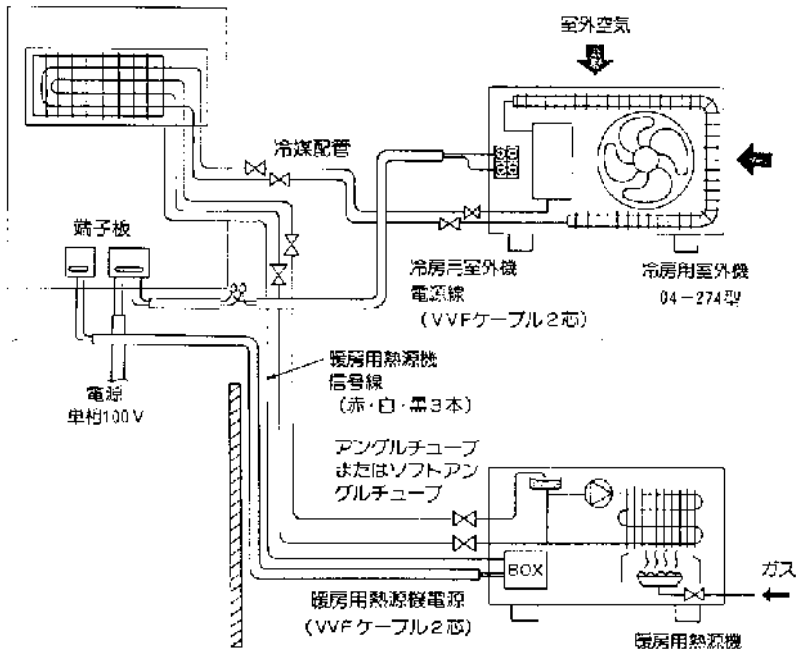 室外空気
冷媒配管
端子板
冷房用室外機
電源線
(VVFケーブル2芯)
冷房用室外機
04-274型
電源
単相100V
暖房用熱源機
信号線
(赤・白・黒3本)
アングルチューブ
またはソフトアン
グルチューブ
BOX
ガス
暖房用熱源機電源
(VVFケーブル2芯)
暖房用熱源機